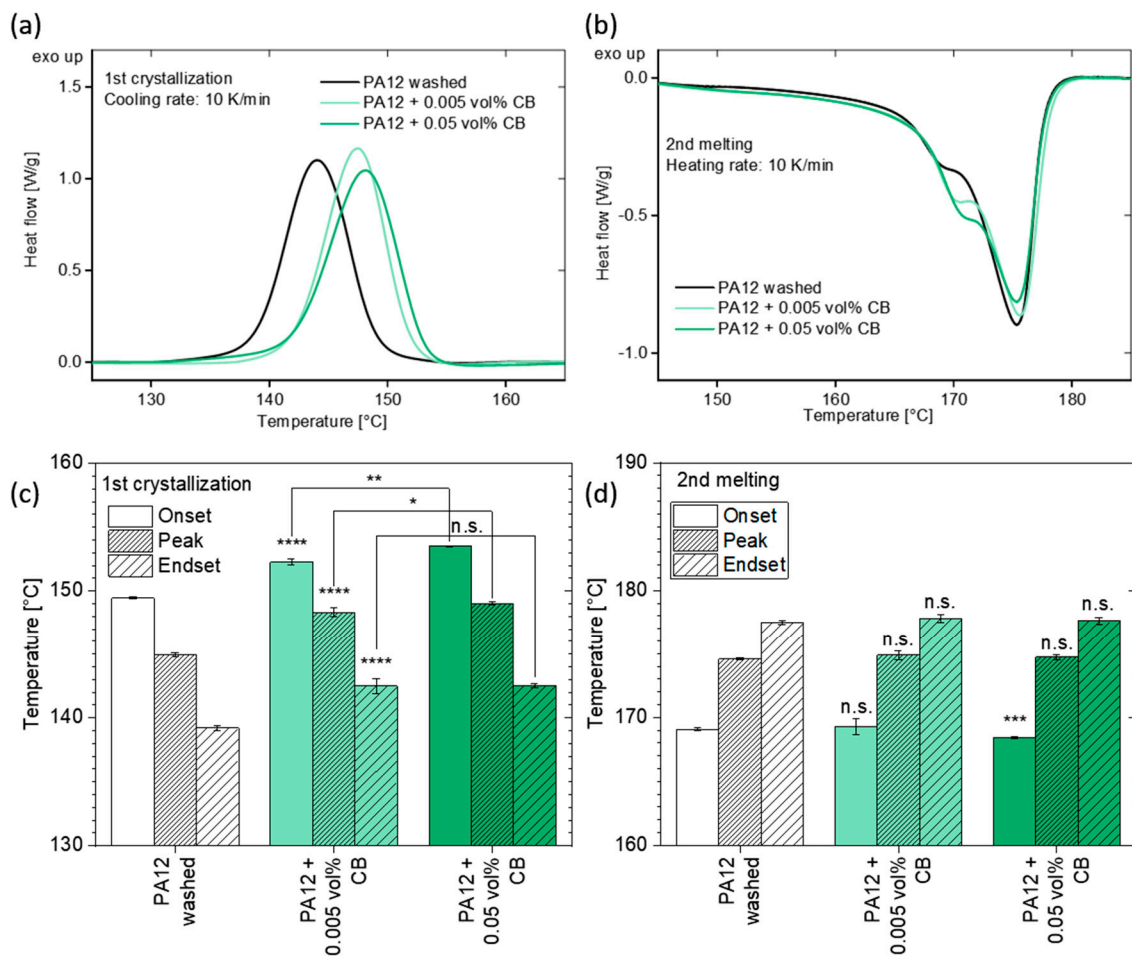 (a)
exo up
1st crystallization
Cooling rate: 10 K/min
PA12 washed
PA12 + 0.005 vol% CB
PA12 + 0.05 vol% CB
Heat flow [W/g]
1.5
1.0
0.5
0.0
130
140
150
160
Temperature [°C]
(b)
exo up
2nd melting
Heating rate: 10 K/min
PA12 washed
PA12 + 0.005 vol% CB
PA12 + 0.05 vol% CB
Heat flow [W/g]
0.0
-0.5
-1.0
150
160
170
180
Temperature [°C]
(c)
1st crystallization
Onset
Peak
Endset
Temperature [°C]
160
150
140
130
**
*
n.s.
****
****
****
PA12
washed
PA12 +
0.005 vol%
CB
PA12 +
0.05 vol%
CB
(d)
2nd melting
Onset
Peak
Endset
Temperature [°C]
190
180
170
160
n.s.
n.s.
n.s.
***
n.s.
n.s.
PA12
washed
PA12 +
0.005 vol%
CB
PA12 +
0.05 vol%
CB